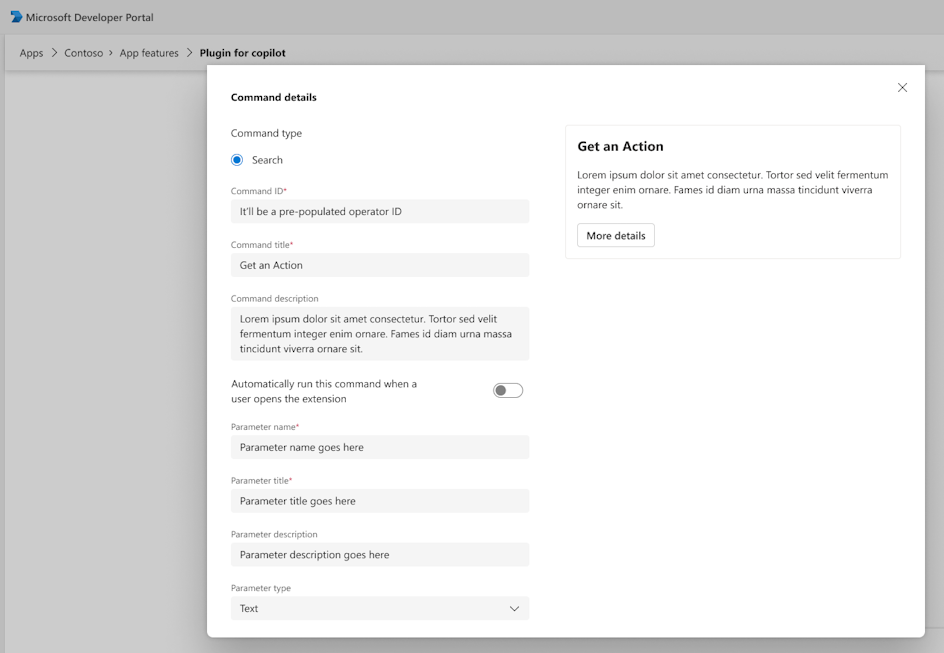 Microsoft Developer Portal
Apps > Contoso > App features > Plugin for copilot
Command details
Command type
Search
Command ID*
It'll be a pre-populated operator ID
Command title*
Get an Action
Command description
Lorem ipsum dolor sit amet consectetur. Tortor sed velit
fermentum integer enim ornare. Fames id diam urna massa
tincidunt viverra ornare sit.
Automatically run this command when a
user opens the extension
Parameter name*
Parameter name goes here
Parameter title*
Parameter title goes here
Parameter description
Parameter description goes here
Parameter type
Text
Get an Action
Lorem ipsum dolor sit amet consectetur. Tortor sed velit fermentum
integer enim ornare. Fames id diam urna massa tincidunt viverra
ornare sit.
More details